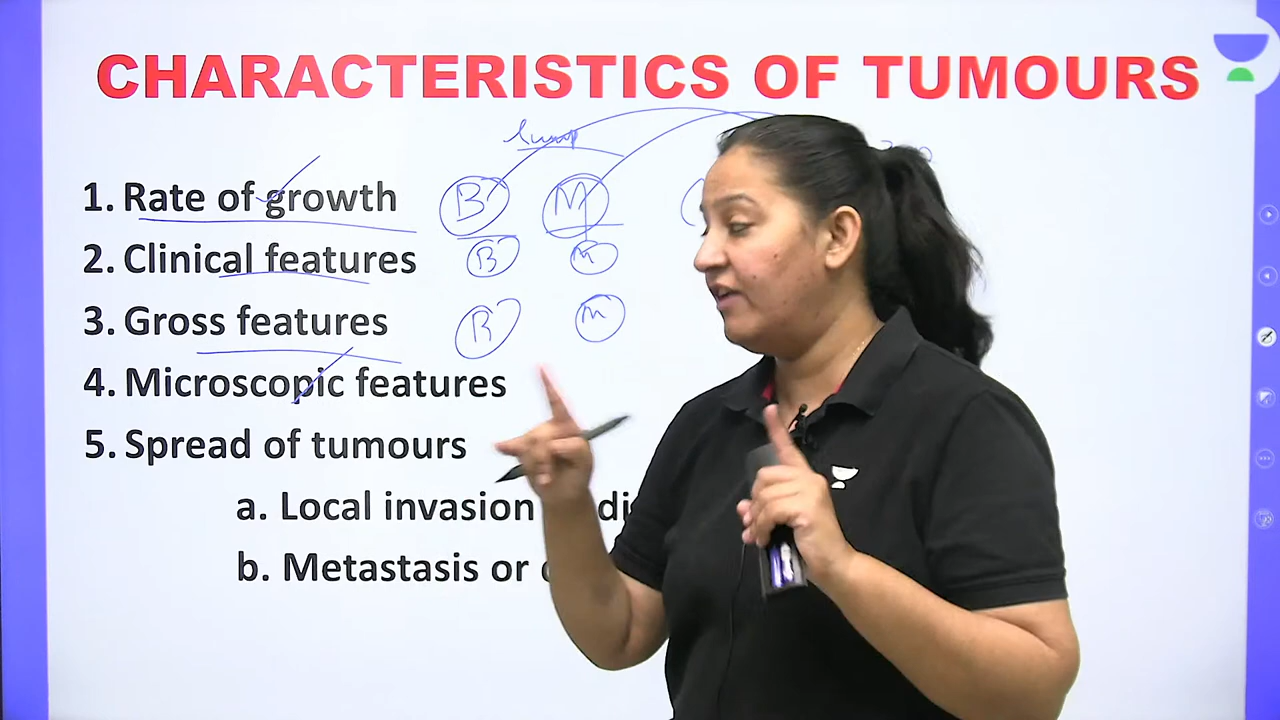 CHARACTERISTICS OF TUMOURS
lump
1. Rate of growth B M
2. Clinical features B M
3. Gross features B M
4. Microscopic features
5. Spread of tumours
a. Local invasion
b. Metastasis or